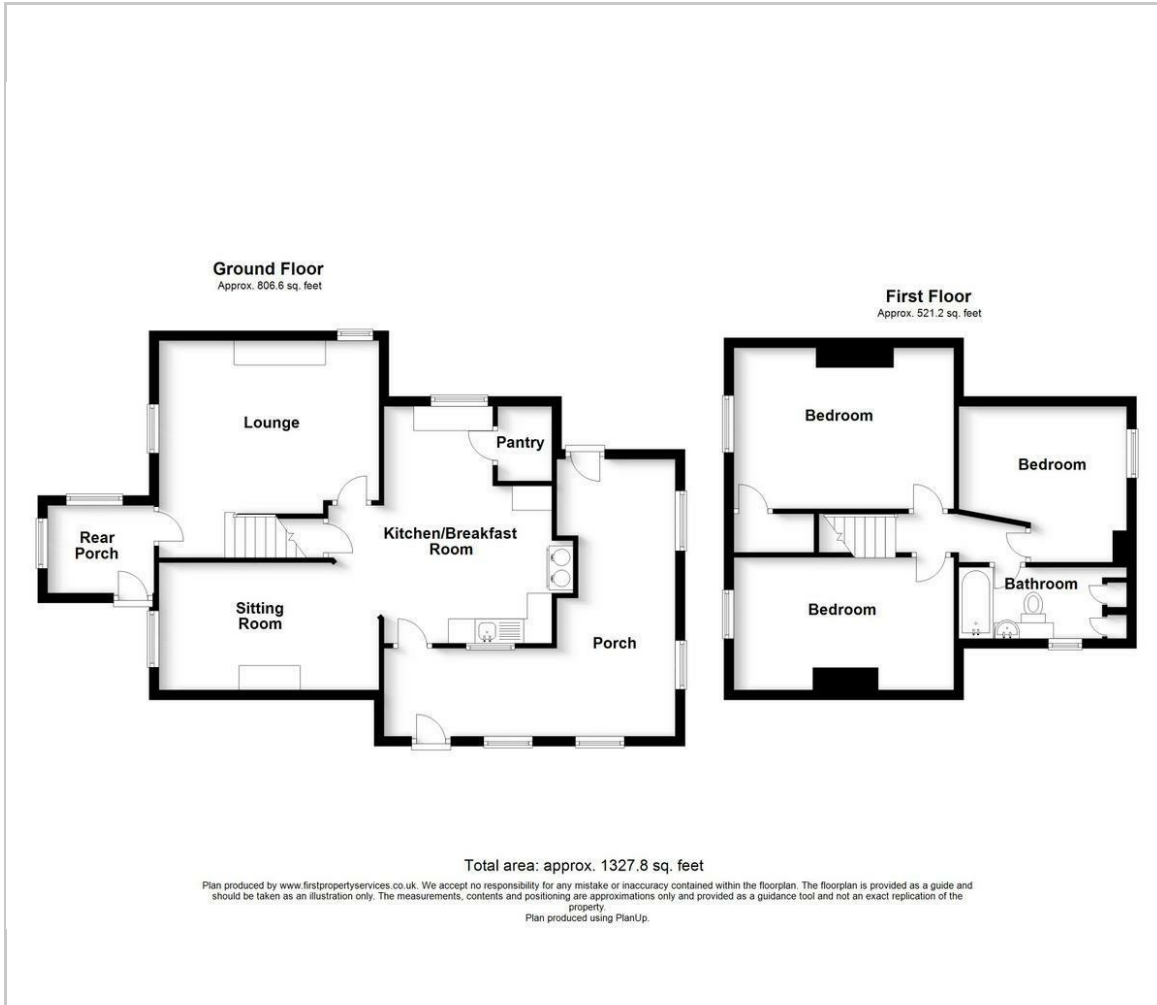 Ground Floor
Approx. 806.6 sq. feet
Lounge
Pantry
Kitchen/Breakfast
Room
Rear
Porch
Sitting
Room
Porch
First Floor
Approx. 521.2 sq. feet
Bedroom
Bedroom
Bathroom
Bedroom
Total area: approx. 1327.8 sq. feet
Plan produced by www.firstpropertyservices.co.uk. We accept no responsibility for any mistake or inaccuracy contained within the floorplan. The floorplan is provided as a guide and
should be taken as an illustration only. The measurements, contents and positioning are approximations only and provided as a guidance tool and not an exact replication of the
property.
Plan produced using PlanUp.